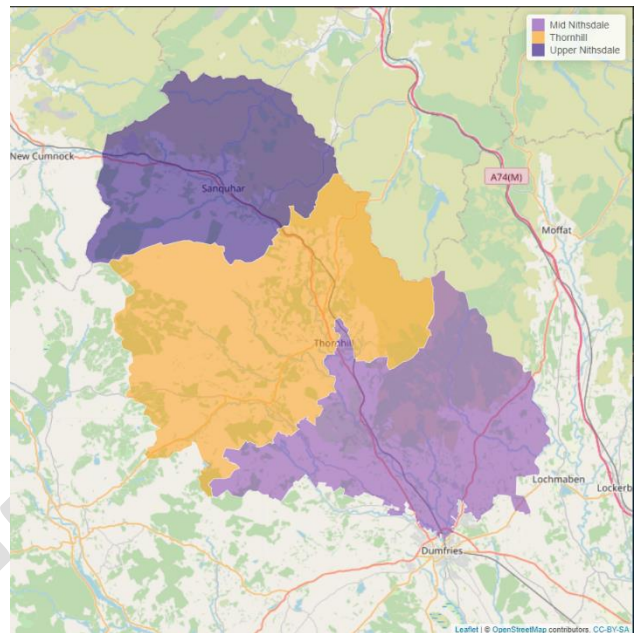 Mid Nithsdale
Thornhill
Upper Nithsdale
New Cumnock
Sanquhar
A74(M)
Moffat
Thornhill
Lochmaben
Lockerb
Dumfries
Leaflet | © OpenStreetMap contributors, CC-BY-SA